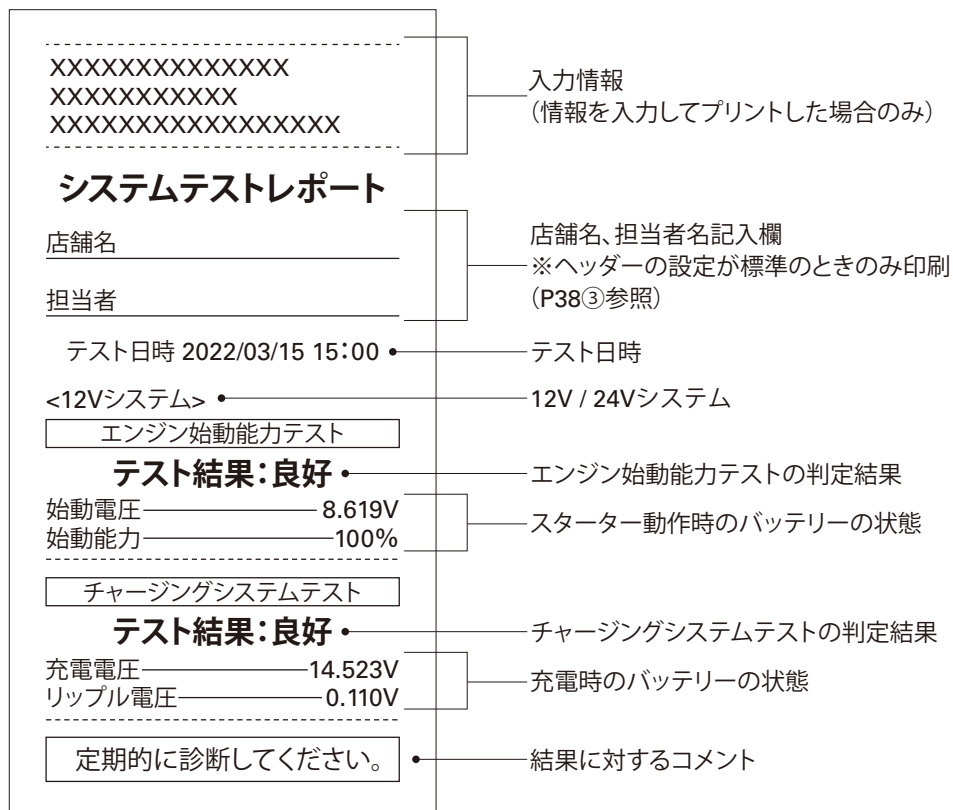 XXXXXXXXXXXXXX
XXXXXXXXXXX
XXXXXXXXXXXXXXXXX
入力情報
（情報を入力してプリントした場合のみ）
システムテストレポート
店舗名
担当者
店舗名、担当者名記入欄
※ヘッダーの設定が標準のときのみ印刷
（P38③参照）
テスト日時 2022/03/15 15：00
テスト日時
<12Vシステム>
12V / 24Vシステム
エンジン始動能力テスト
テスト結果：良好
エンジン始動能力テストの判定結果
始動電圧 8.619V
始動能力 100%
スターター動作時のバッテリーの状態
チャージングシステムテスト
テスト結果：良好
チャージングシステムテストの判定結果
充電電圧 14.523V
リップル電圧 0.110V
充電時のバッテリーの状態
定期的に診断してください。
結果に対するコメント